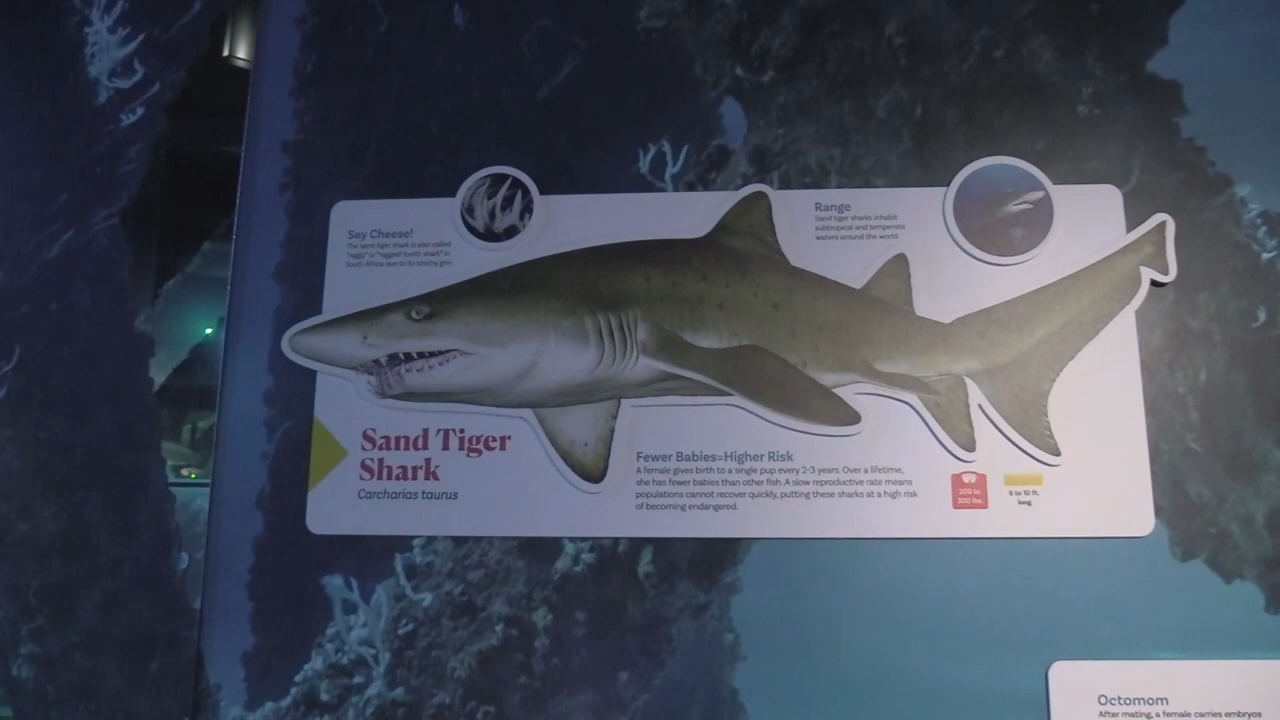 Say Cheese!
The sand tiger shark is also called
"raggy" or "ragged-tooth shark" in
South Africa due to its toothy grin.
Range
Sand tiger sharks inhabit
subtropical and temperate
waters around the world.
Sand Tiger
Shark
Carcharias taurus
Fewer Babies=Higher Risk
A female gives birth to a single pup every 2-3 years. Over a lifetime,
she has fewer babies than other fish. A slow reproductive rate means
populations cannot recover quickly, putting these sharks at a high risk
of becoming endangered.
200 to
300 lbs.
6 to 10 ft.
long
Octomom
After mating, a female carries embryos